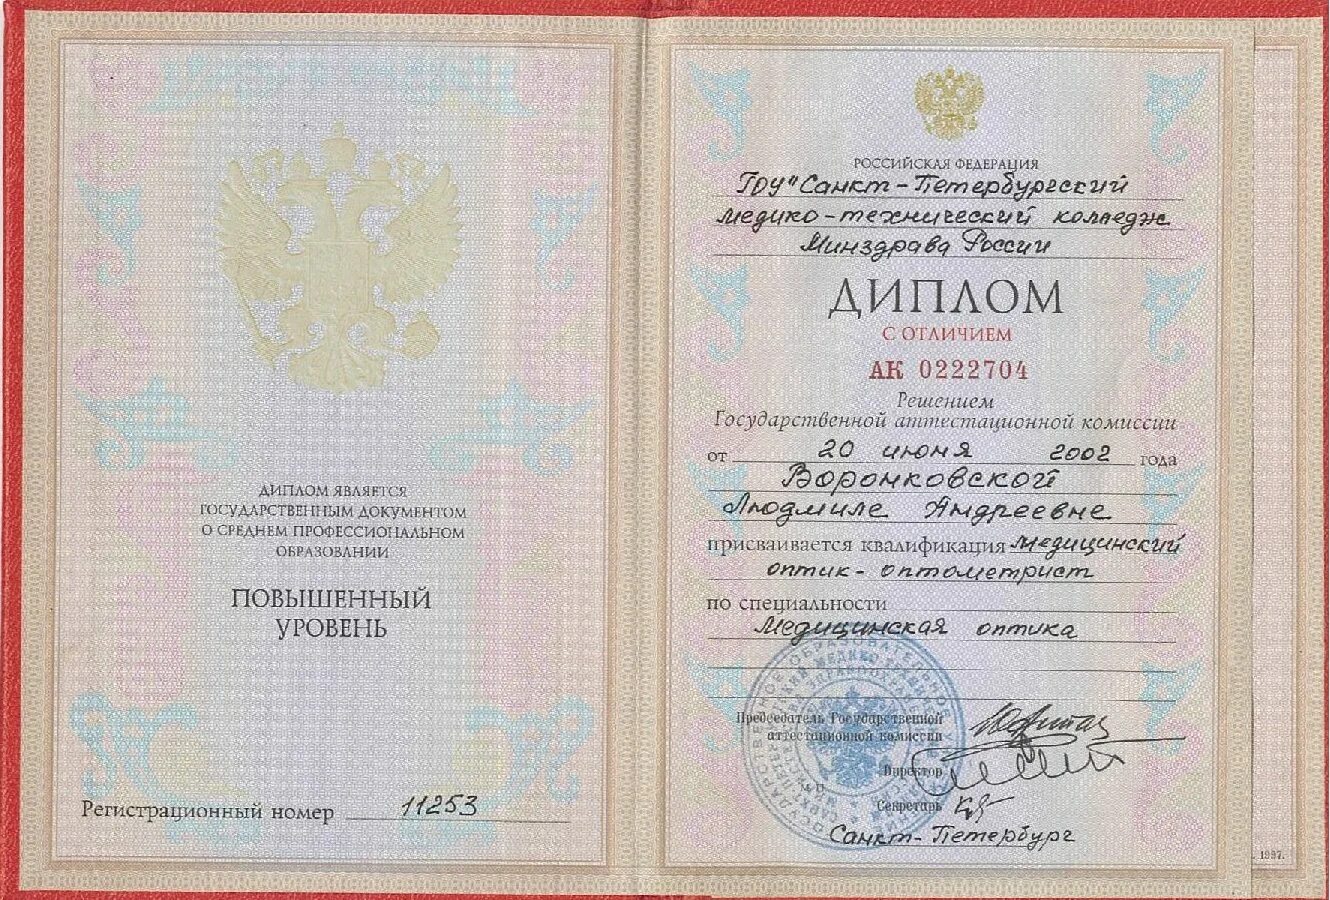 ДИПЛОМ ЯВЛЯЕТСЯ
ГОСУДАРСТВЕННЫМ ДОКУМЕНТОМ
О СРЕДНЕМ ПРОФЕССИОНАЛЬНОМ
ОБРАЗОВАНИИ
ПОВЫШЕННЫЙ
УРОВЕНЬ
Регистрационный номер 11253
РОССИЙСКАЯ ФЕДЕРАЦИЯ
ГОУ "Санкт-Петербургский
медико-технический колледж
Минздрава России
ДИПЛОМ
С ОТЛИЧИЕМ
АК 0222704
Решением
Государственной аттестационной комиссии
от 20 июня 2002 года
Воронковской
Людмиле Андреевне
присваивается квалификация медицинский
оптик-оптометрист
по специальности
Медицинская оптика
Председатель Государственной
аттестационной комиссии
Директор
Секретарь
Санкт-Петербург
1997.